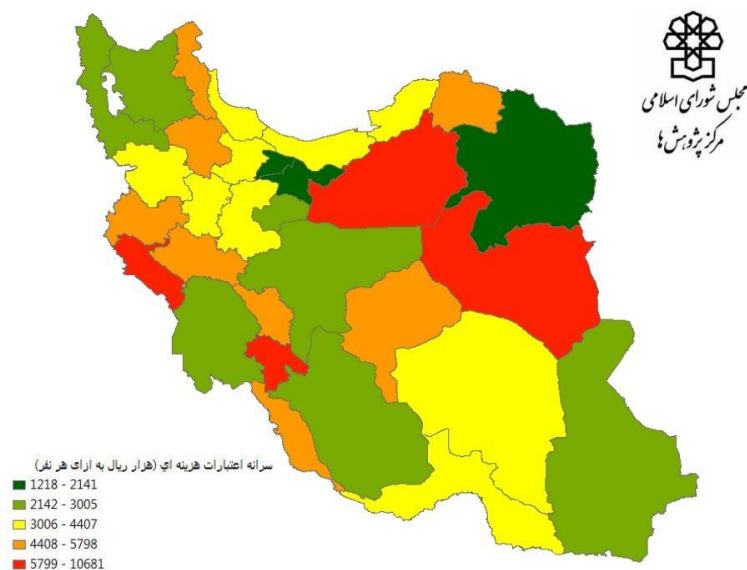 مجلس شورای اسلامی
مرکز پژوهش‌ها
سرانه اعتبارات هزینه ای (هزار ریال به ازای هر نفر)
1218 - 2141
2142 - 3005
3006 - 4407
4408 - 5798
5799 - 10681